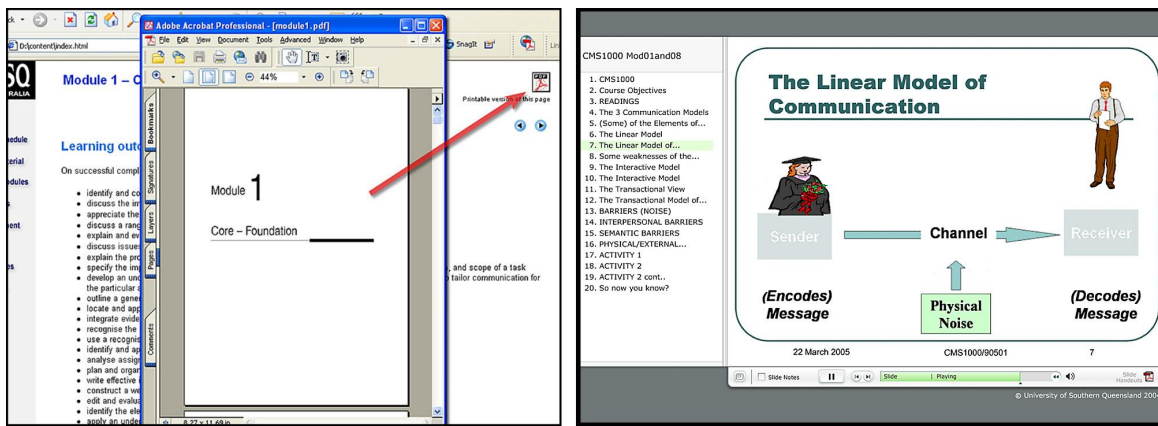 Adobe Acrobat Professional - [module1.pdf]
File Edit View Document Tools Advanced Window Help
D:\content\index.html
SnagIt
44%
SQ
RALIA
Module 1 – C
Printable version of this page
Bookmarks
Signatures
Layers
Pages
Comments
Learning outc
On successful compl
identify and co
discuss the im
appreciate the
discuss a rang
explain and ev
discuss issues
explain the pro
specify the imp
develop an und
the particular a
outline a gener
locate and app
integrate evide
recognise the
use a recognis
identify and ap
analyse assig
plan and organ
write effective i
construct a we
edit and evalua
identify the ele
apply an under
, and scope of a task
tailor communication for
Module 1
Core – Foundation
8.27 x 11.69 in
CMS1000 Mod01and08
1. CMS1000
2. Course Objectives
3. READINGS
4. The 3 Communication Models
5. (Some) of the Elements of...
6. The Linear Model
7. The Linear Model of...
8. Some weaknesses of the...
9. The Interactive Model
10. The Interactive Model
11. The Transactional View
12. The Transactional Model of...
13. BARRIERS (NOISE)
14. INTERPERSONAL BARRIERS
15. SEMANTIC BARRIERS
16. PHYSICAL/EXTERNAL...
17. ACTIVITY 1
18. ACTIVITY 2
19. ACTIVITY 2 cont..
20. So now you know?
The Linear Model of
Communication
Sender
Channel
Receiver
(Encodes)
Message
Physical
Noise
(Decodes)
Message
22 March 2005
CMS1000/90501
7
Slide Notes
Slide | Playing
Slide
Handouts
© University of Southern Queensland 2004